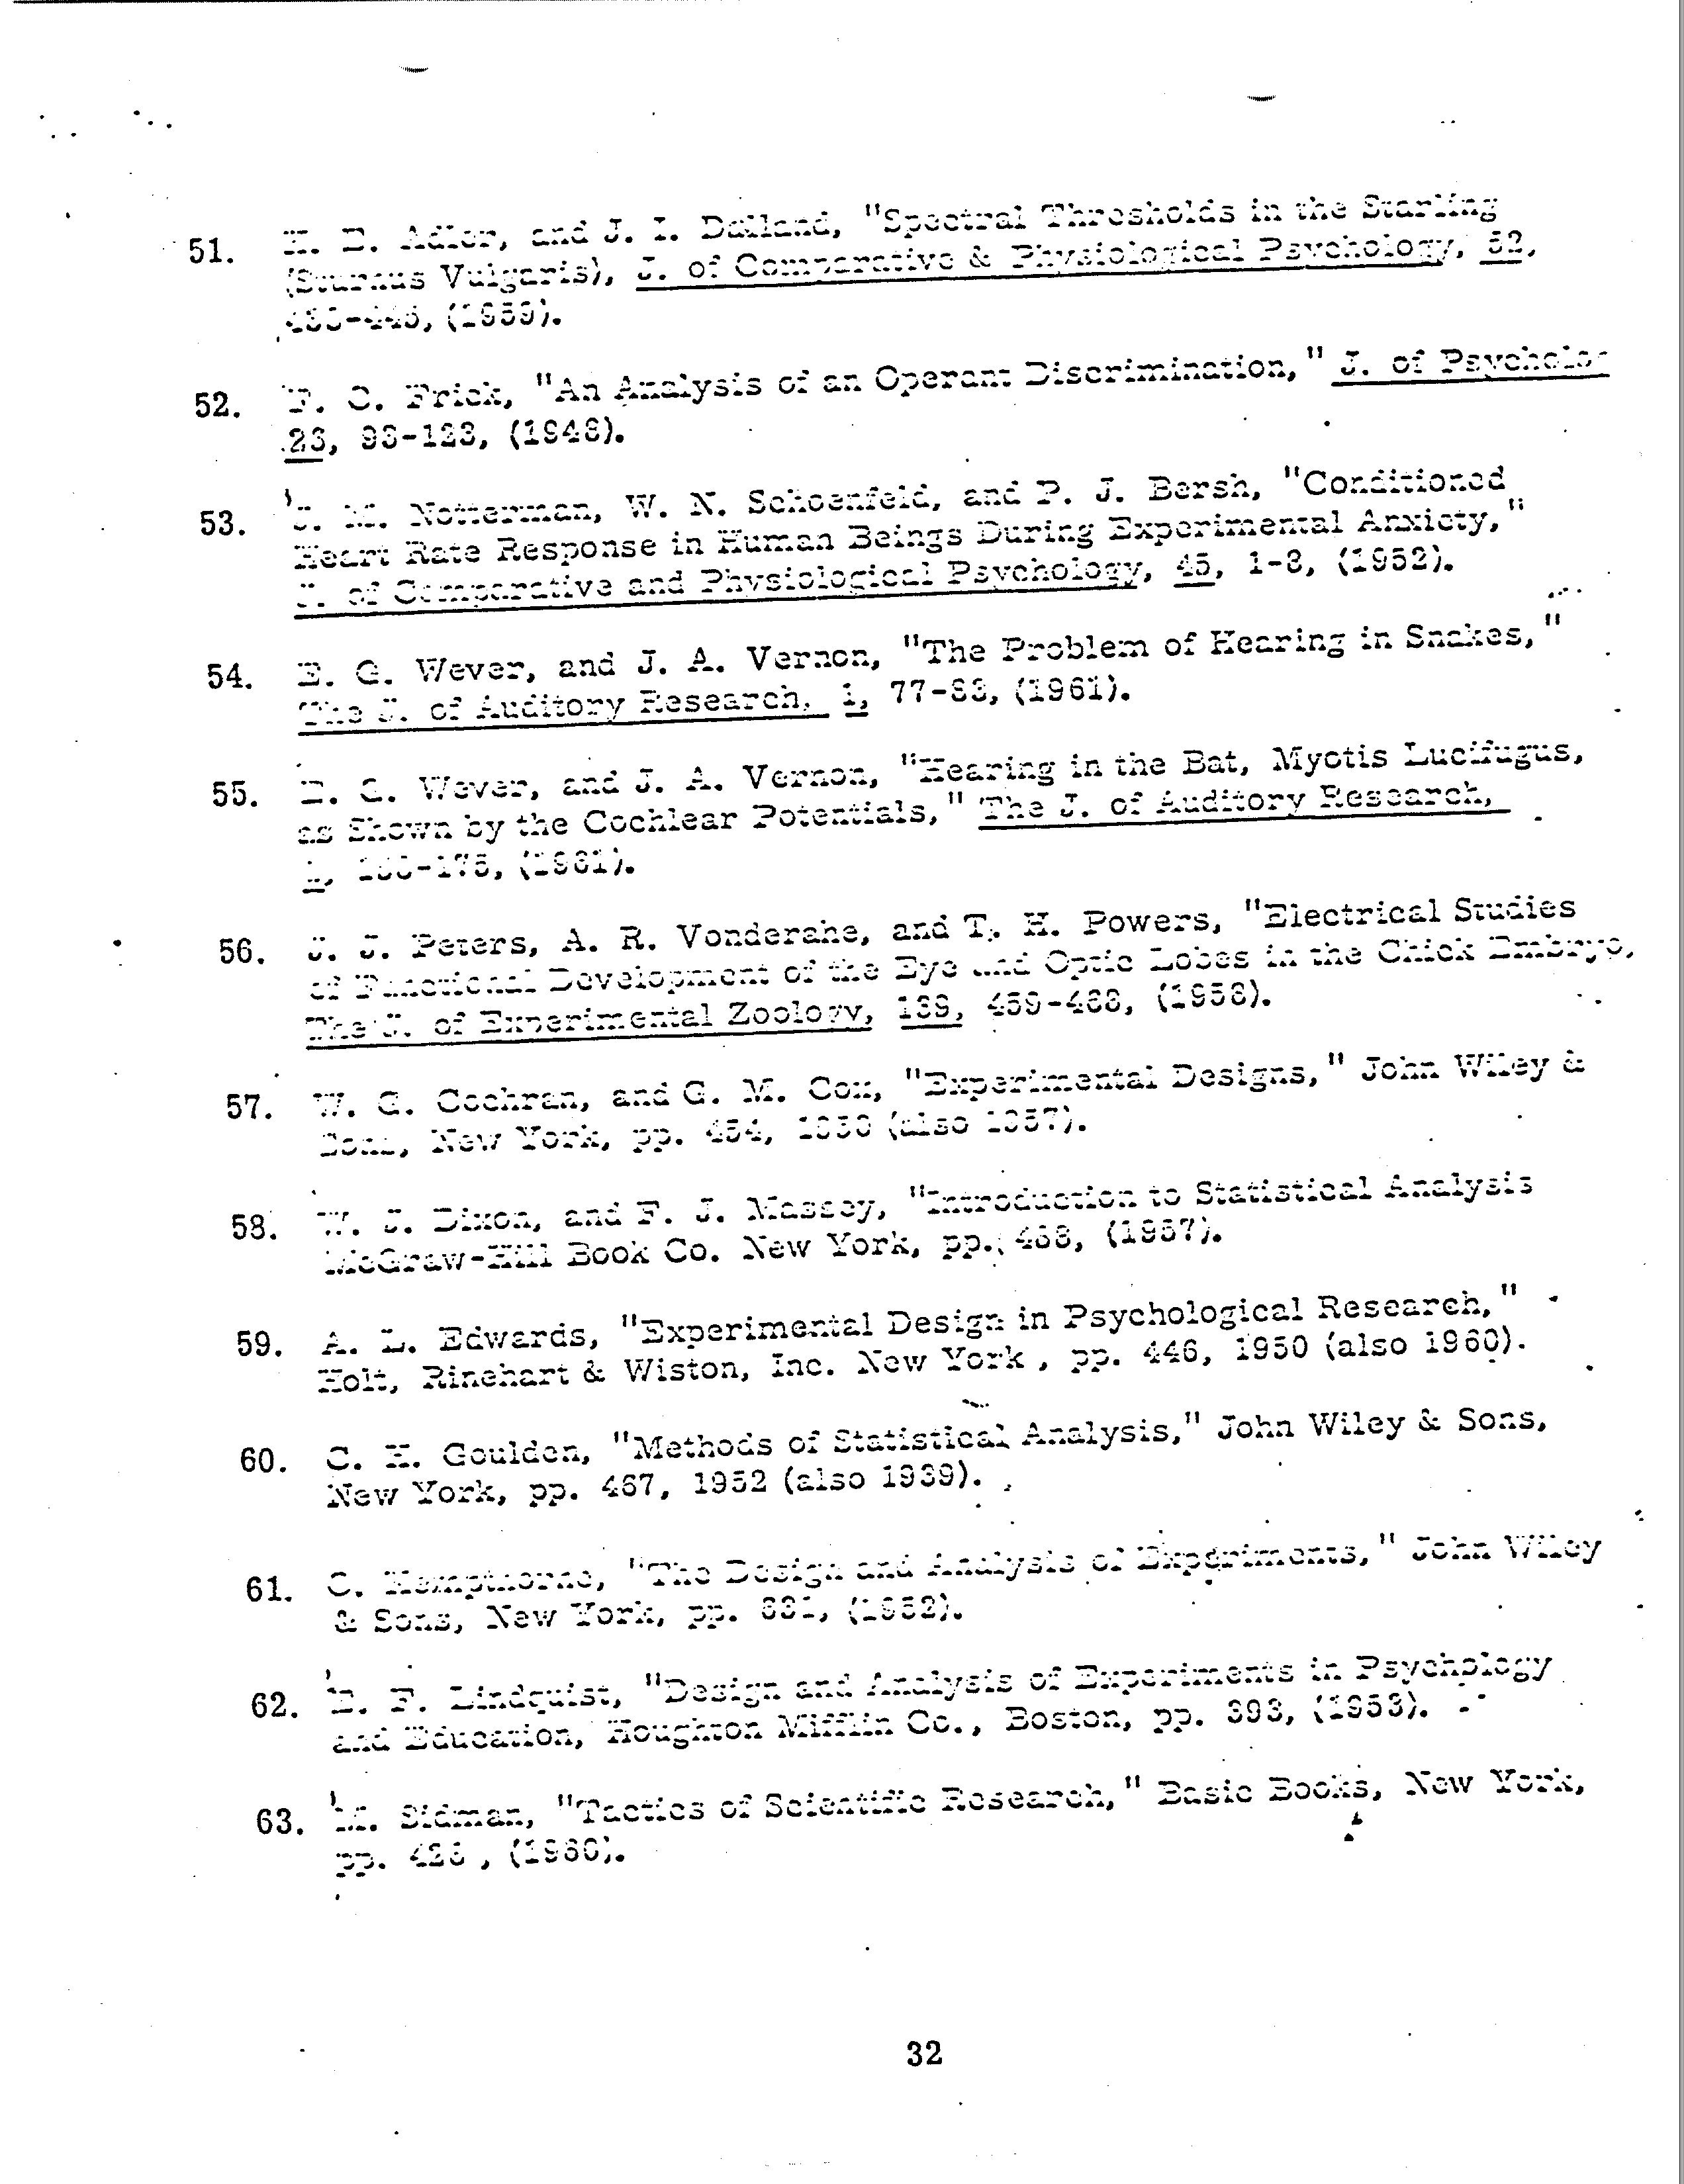 51. H. E. Adler, and J. I. Dalland, "Spectral Thresholds in the Starling
(Sturnus Vulgaris), J. of Comparative & Physiological Psychology, 52,
(1959).
52. F. C. Frick, "An Analysis of an Operant Discrimination," J. of Psycholog
(1948).
53. J. M. Notterman, W. N. Schoenfeld, and P. J. Bersh, "Conditioned
Heart Rate Response in Human Beings During Experimental Anxiety,"
J. of Comparative and Physiological Psychology, 45, 1-8, (1952).
54. E. G. Wever, and J. A. Vernon, "The Problem of Hearing in Snakes,"
The J. of Auditory Research, 1, 77-83, (1961).
55. E. G. Wever, and J. A. Vernon, "Hearing in the Bat, Myotis Lucifugus,
as Shown by the Cochlear Potentials," The J. of Auditory Research,
1, (1961).
56. J. J. Peters, A. R. Vonderahe, and T. H. Powers, "Electrical Studies
of Functional Development of the Eye and Optic Lobes in the Chick Embryo,
The J. of Experimental Zoology, 139, 459-468, (1958).
57. W. G. Cochran, and G. M. Cox, "Experimental Designs," John Wiley &
Sons, New York, pp. 454, 1950 (also 1957).
58. W. J. Dixon, and F. J. Massey, "Introduction to Statistical Analysis
McGraw-Hill Book Co. New York, pp. 488, (1957).
59. A. L. Edwards, "Experimental Design in Psychological Research,"
Holt, Rinehart & Wiston, Inc. New York , pp. 446, 1950 (also 1960).
60. C. H. Goulden, "Methods of Statistical Analysis," John Wiley & Sons,
New York, pp. 467, 1952 (also 1939).
61. O. Kempthorne, "The Design and Analysis of Experiments," John Wiley
& Sons, New York, pp. 631, (1952).
62. E. F. Lindquist, "Design and Analysis of Experiments in Psychology
and Education, Houghton Mifflin Co., Boston, pp. 393, (1953).
63. M. Sidman, "Tactics of Scientific Research," Basic Books, New York,
pp. 428 , (1960).
32